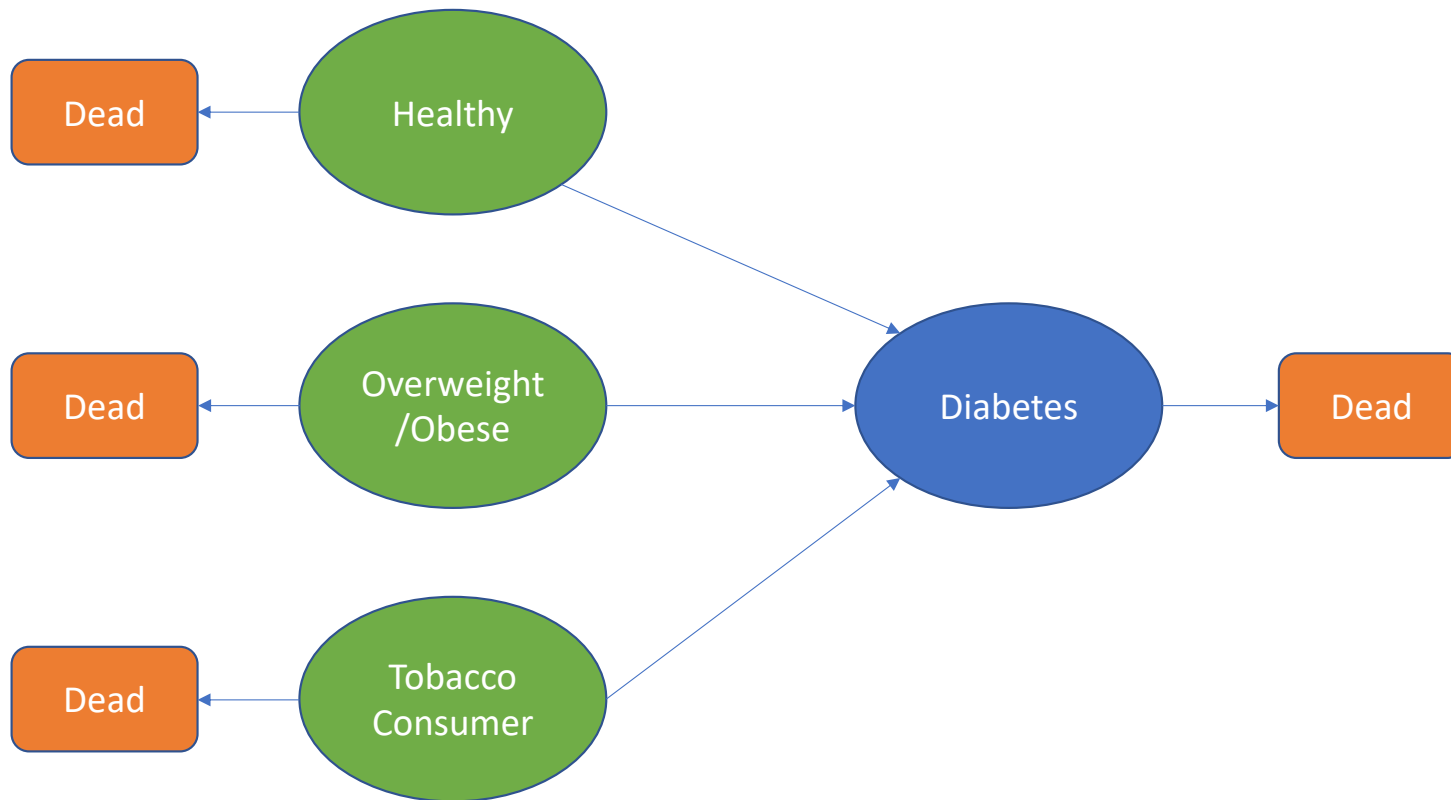 Dead
Healthy
Dead
Overweight
/Obese
Diabetes
Dead
Dead
Tobacco
Consumer